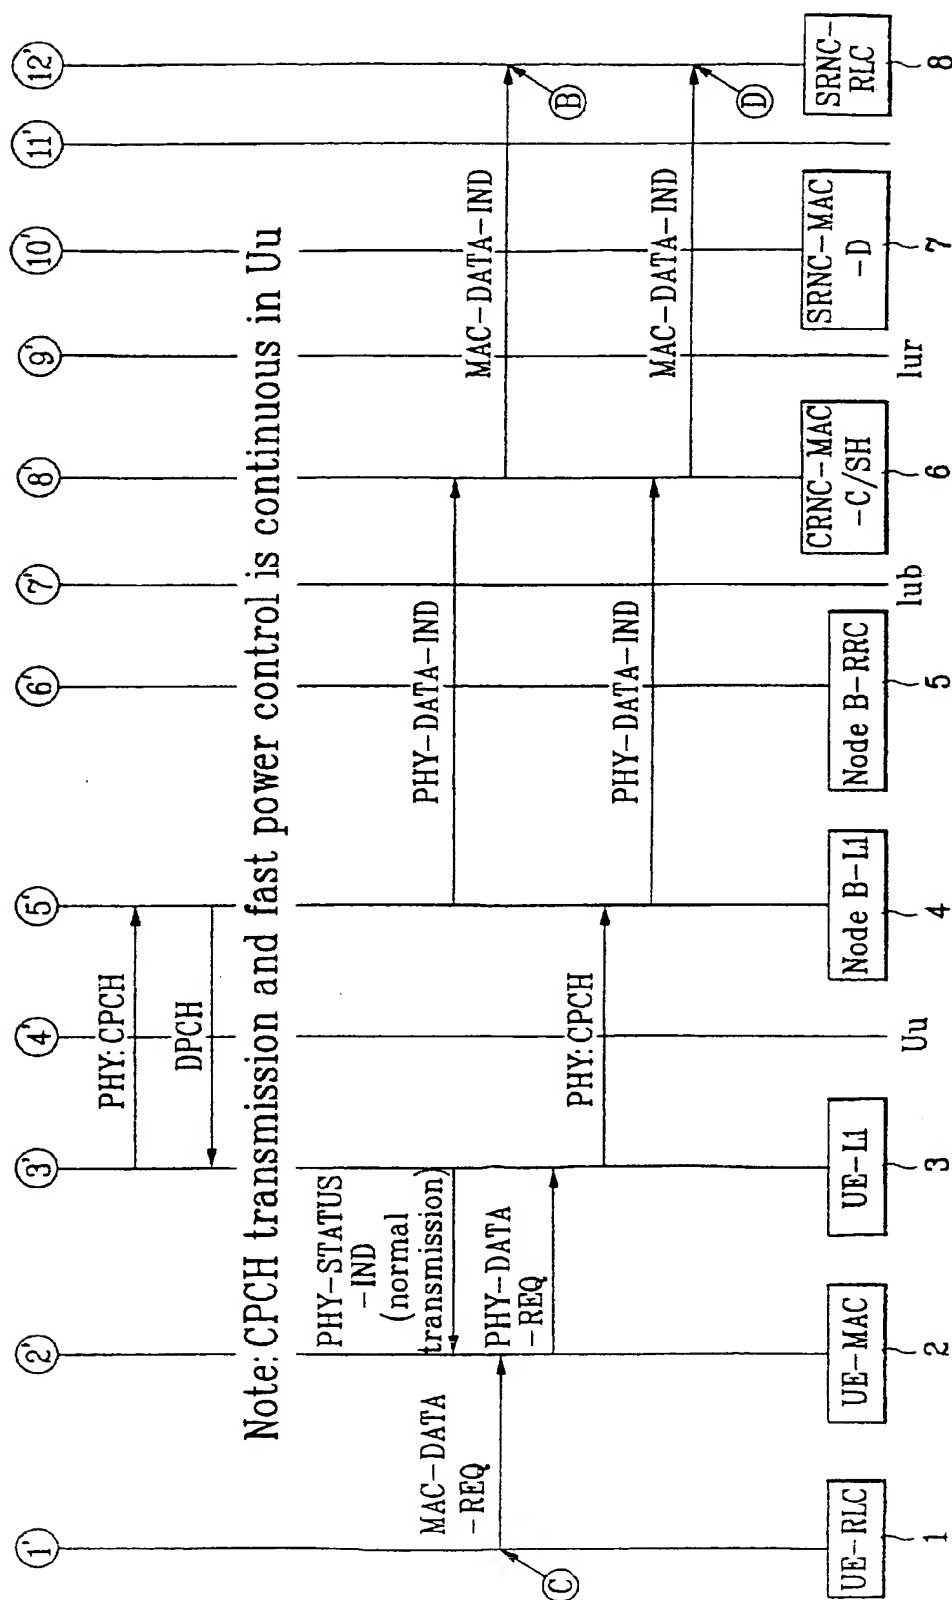 1'
2'
3'
4'
5'
6'
7'
8'
9'
10'
11'
12'
PHY:CPCH
DPCH
Note: CPCH transmission and fast power control is continuous in Uu
PHY-STATUS
-IND
(normal
transmission)
PHY-DATA-IND
MAC-DATA
-REQ
MAC-DATA-IND
B
C
PHY-DATA
-REQ
PHY:CPCH
PHY-DATA-IND
MAC-DATA-IND
D
UE-RLC
UE-MAC
UE-L1
Uu
Node B-L1
Node B-RRC
Iub
CRNC-MAC
-C/SH
Iur
SRNC-MAC
-D
SRNC-
RLC
1
2
3
4
5
6
7
8